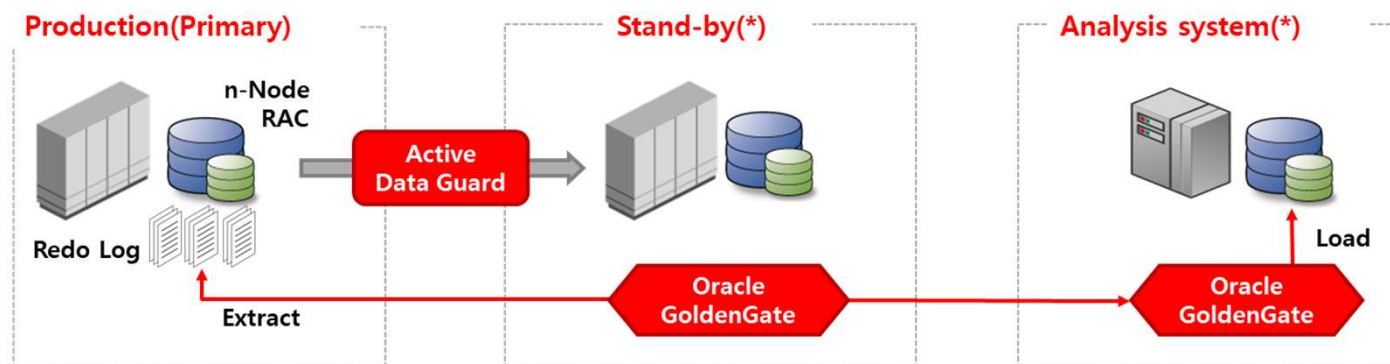 Production(Primary)
Stand-by(*)
Analysis system(*)
n-Node
RAC
Active
Data Guard
Redo Log
Load
Oracle
GoldenGate
Oracle
GoldenGate
Extract